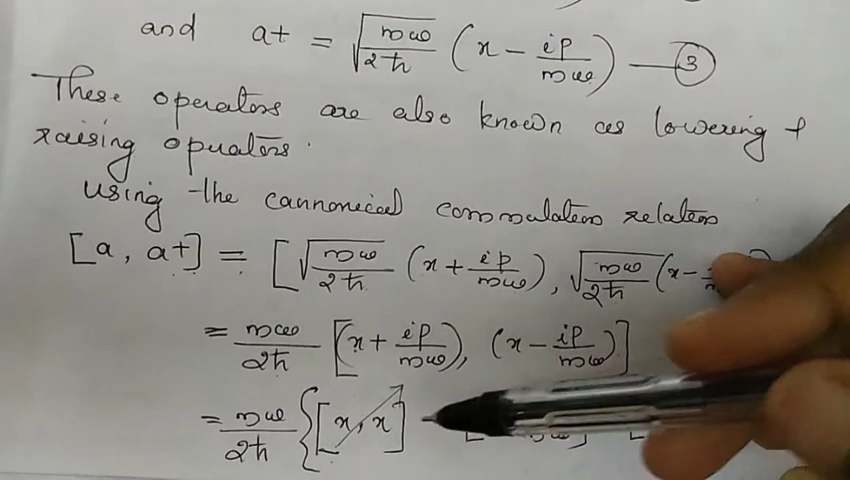 and a+ = √(mω/2ħ) (x − ip/mω) — ③
These operators are also known as lowering +
raising operators.
using the cannonical commutation relation
[a, a+] = [√(mω/2ħ) (x + ip/mω), √(mω/2ħ) (x −
= mω/2ħ [(x + ip/mω), (x − ip/mω)]
= mω/2ħ {[x, x]